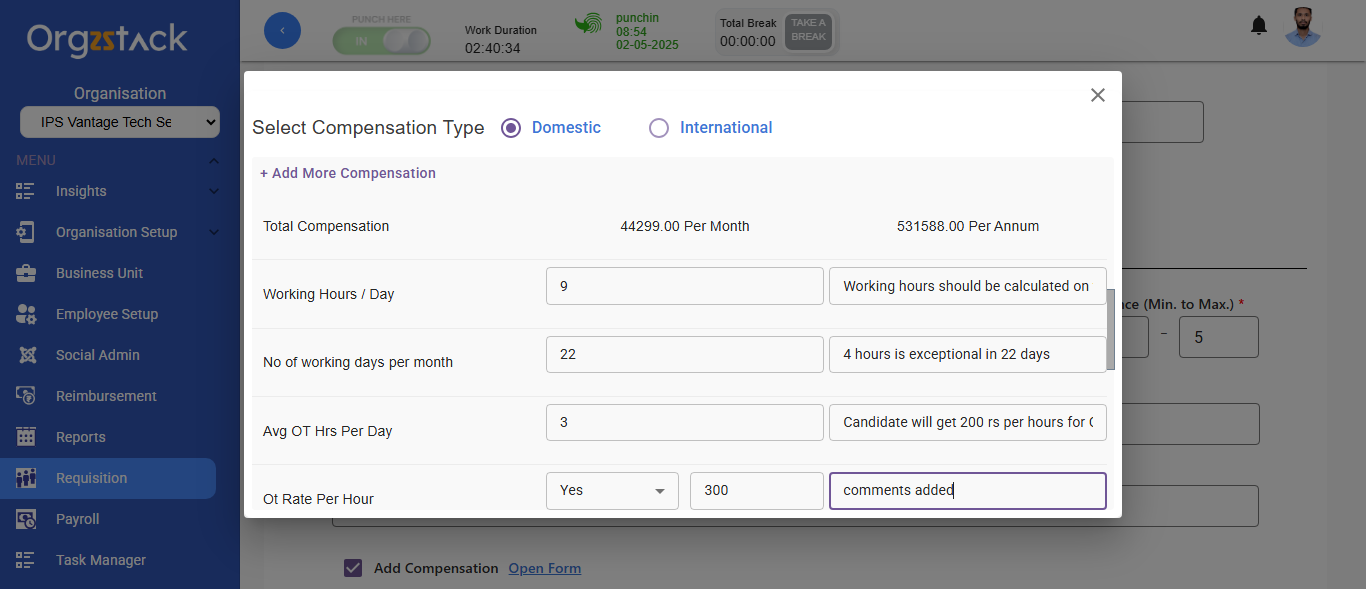 Orgzstack
PUNCH HERE
IN
Work Duration
02:40:34
punchin
08:54
02-05-2025
Total Break
00:00:00
TAKE A
BREAK
Organisation
IPS Vantage Tech Se
MENU
Insights
Organisation Setup
Business Unit
Employee Setup
Social Admin
Reimbursement
Reports
Requisition
Payroll
Task Manager
Select Compensation Type Domestic International
+ Add More Compensation
Total Compensation 44299.00 Per Month 531588.00 Per Annum
Working Hours / Day 9 Working hours should be calculated on
No of working days per month 22 4 hours is exceptional in 22 days
Avg OT Hrs Per Day 3 Candidate will get 200 rs per hours for
Ot Rate Per Hour Yes 300 comments added
(Min. to Max.) *
- 5
Add Compensation Open Form